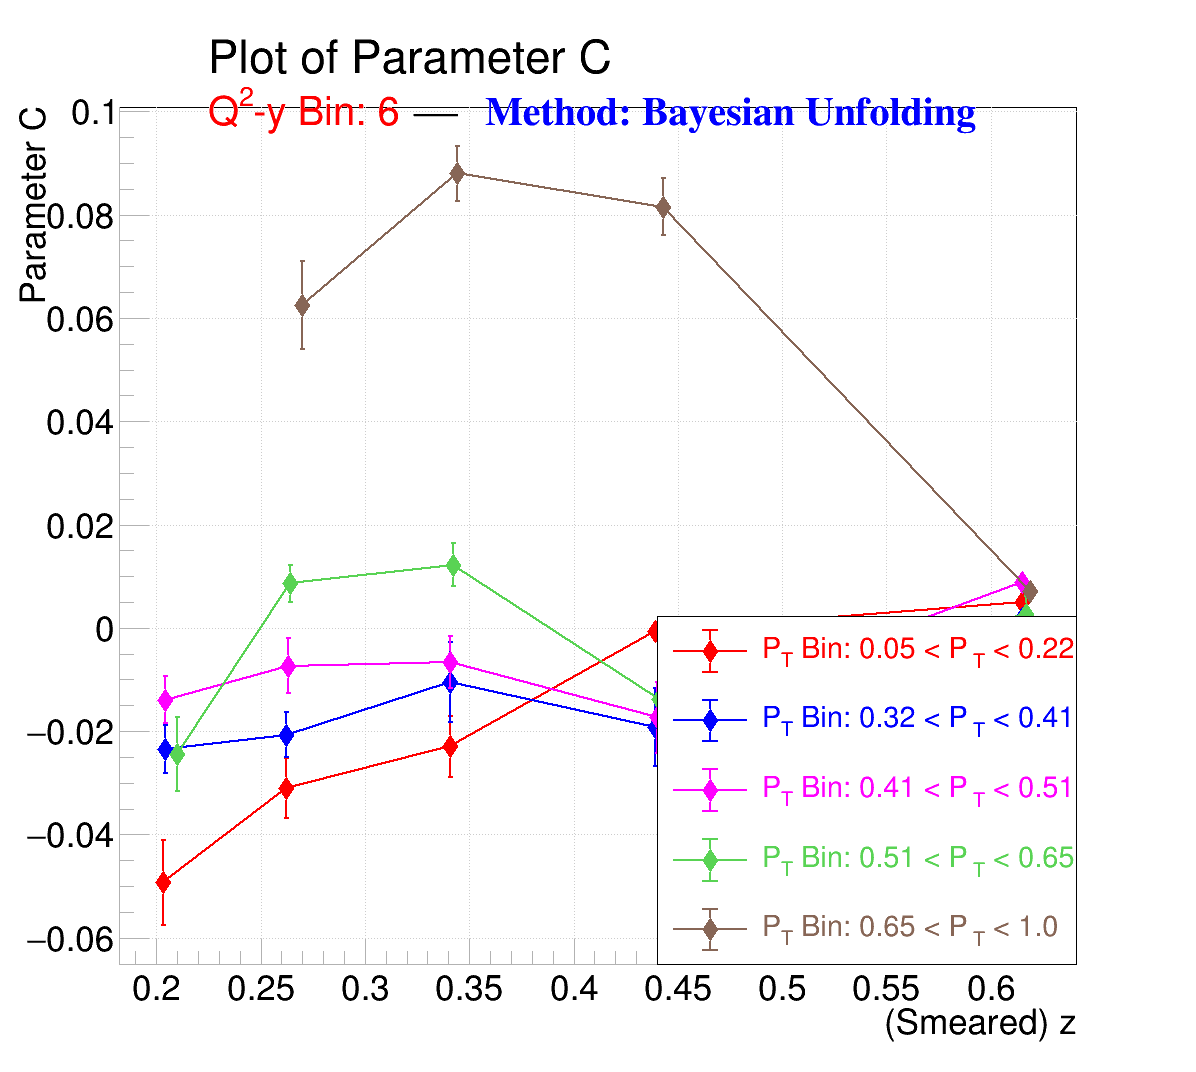 Plot of Parameter C
Q²-y Bin: 6 — Method: Bayesian Unfolding
Parameter C
0.1
0.08
0.06
0.04
0.02
0
−0.02
−0.04
−0.06
P_T Bin: 0.05 < P_T < 0.22
P_T Bin: 0.32 < P_T < 0.41
P_T Bin: 0.41 < P_T < 0.51
P_T Bin: 0.51 < P_T < 0.65
P_T Bin: 0.65 < P_T < 1.0
0.2 0.25 0.3 0.35 0.4 0.45 0.5 0.55 0.6
(Smeared) z